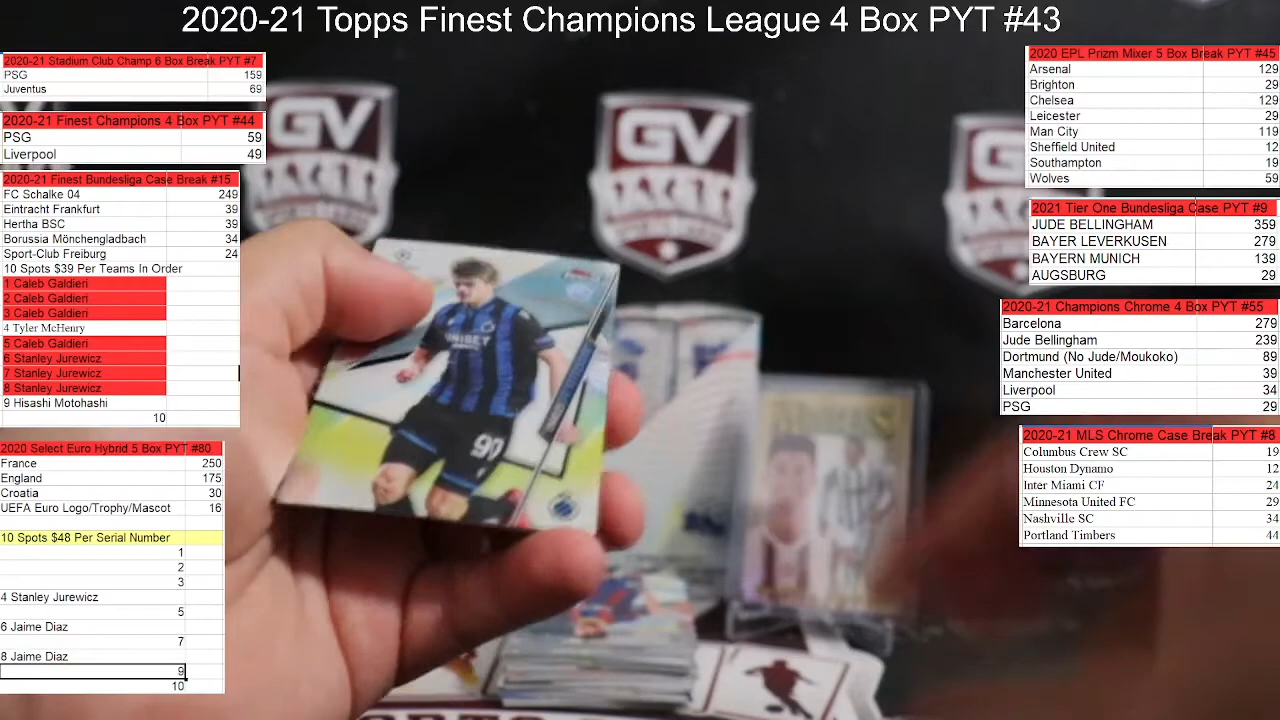 2020-21 Topps Finest Champions League 4 Box PYT #43
2020-21 Stadium Club Champ 6 Box Break PYT #7
PSG 159
Juventus 69
2020-21 Finest Champions 4 Box PYT #44
PSG 59
Liverpool 49
2020-21 Finest Bundesliga Case Break #15
FC Schalke 04 249
Eintracht Frankfurt 39
Hertha BSC 39
Borussia Mönchengladbach 34
Sport-Club Freiburg 24
10 Spots $39 Per Teams In Order
1 Caleb Galdieri
2 Caleb Galdieri
3 Caleb Galdieri
4 Tyler McHenry
5 Caleb Galdieri
6 Stanley Jurewicz
7 Stanley Jurewicz
8 Stanley Jurewicz
9 Hisashi Motohashi
10
2020 Select Euro Hybrid 5 Box PYT #80
France 250
England 175
Croatia 30
UEFA Euro Logo/Trophy/Mascot 16
10 Spots $48 Per Serial Number
1
2
3
4 Stanley Jurewicz
5
6 Jaime Diaz
7
8 Jaime Diaz
9
10
GV
GV
G
UNIBET
90
2020 EPL Prizm Mixer 5 Box Break PYT #45
Arsenal 129
Brighton 29
Chelsea 129
Leicester 29
Man City 119
Sheffield United 12
Southampton 19
Wolves 59
2021 Tier One Bundesliga Case PYT #9
JUDE BELLINGHAM 359
BAYER LEVERKUSEN 279
BAYERN MUNICH 139
AUGSBURG 29
2020-21 Champions Chrome 4 Box PYT #55
Barcelona 279
Jude Bellingham 239
Dortmund (No Jude/Moukoko) 89
Manchester United 39
Liverpool 34
PSG 29
2020-21 MLS Chrome Case Break PYT #8
Columbus Crew SC 19
Houston Dynamo 12
Inter Miami CF 24
Minnesota United FC 29
Nashville SC 34
Portland Timbers 44